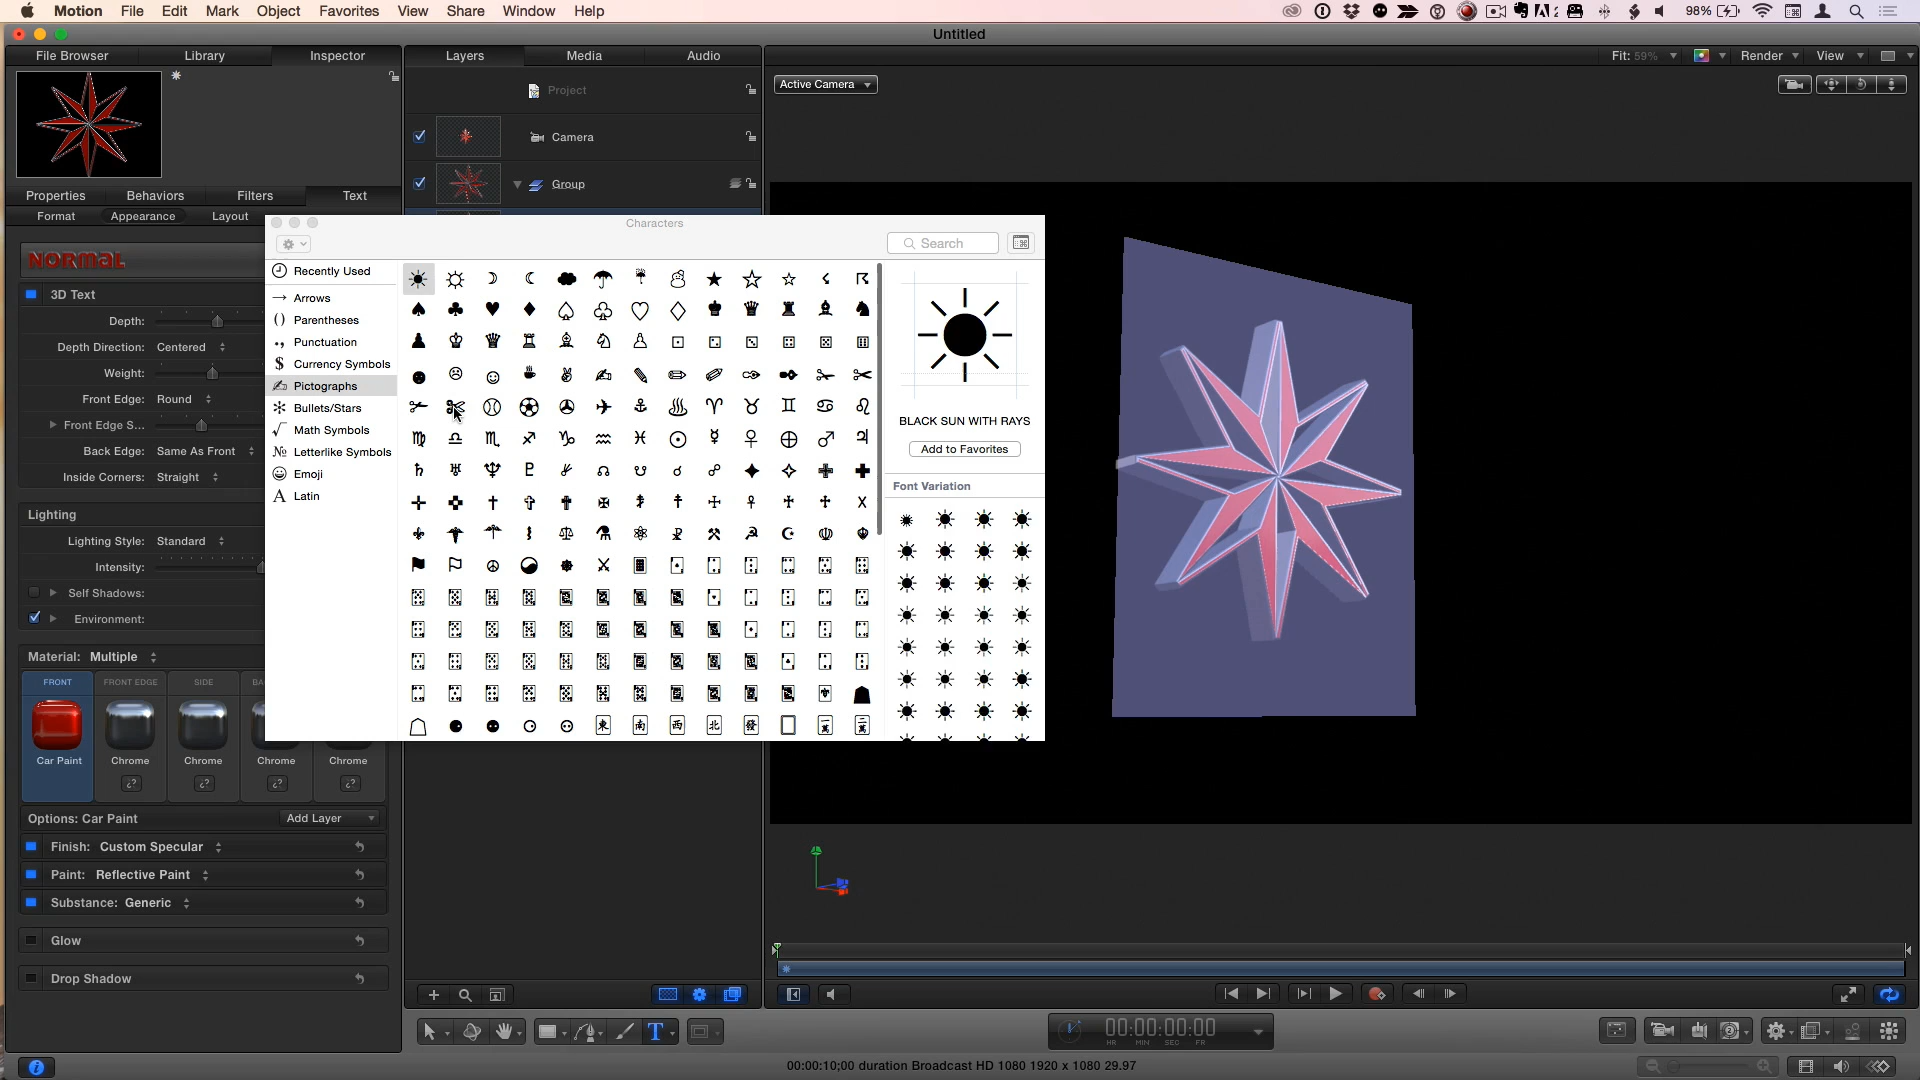 Motion File Edit Mark Object Favorites View Share Window Help
98%
Untitled
File Browser Library Inspector
Layers Media Audio
Fit: 59% Render View
Active Camera
Project
Camera
Group
Properties Behaviors Filters Text
Format Appearance Layout
NORMAL
3D Text
Depth:
Depth Direction: Centered
Weight:
Front Edge: Round
Front Edge S...
Back Edge: Same As Front
Inside Corners: Straight
Lighting
Lighting Style: Standard
Intensity:
Self Shadows:
Environment:
Material: Multiple
FRONT FRONT EDGE SIDE BA
Car Paint Chrome Chrome Chrome Chrome
Options: Car Paint Add Layer
Finish: Custom Specular
Paint: Reflective Paint
Substance: Generic
Glow
Drop Shadow
Characters
Search
Recently Used
Arrows
Parentheses
Punctuation
Currency Symbols
Pictographs
Bullets/Stars
Math Symbols
Letterlike Symbols
Emoji
Latin
BLACK SUN WITH RAYS
Add to Favorites
Font Variation
00:00:00:00
HR MIN SEC FR
00:00:10;00 duration Broadcast HD 1080 1920 x 1080 29.97